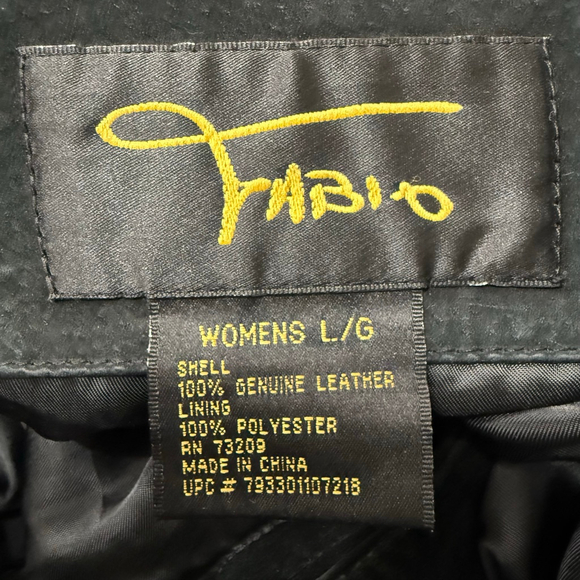 FABIO
WOMENS L/G
SHELL
100% GENUINE LEATHER
LINING
100% POLYESTER
RN 73209
MADE IN CHINA
UPC # 793301107218